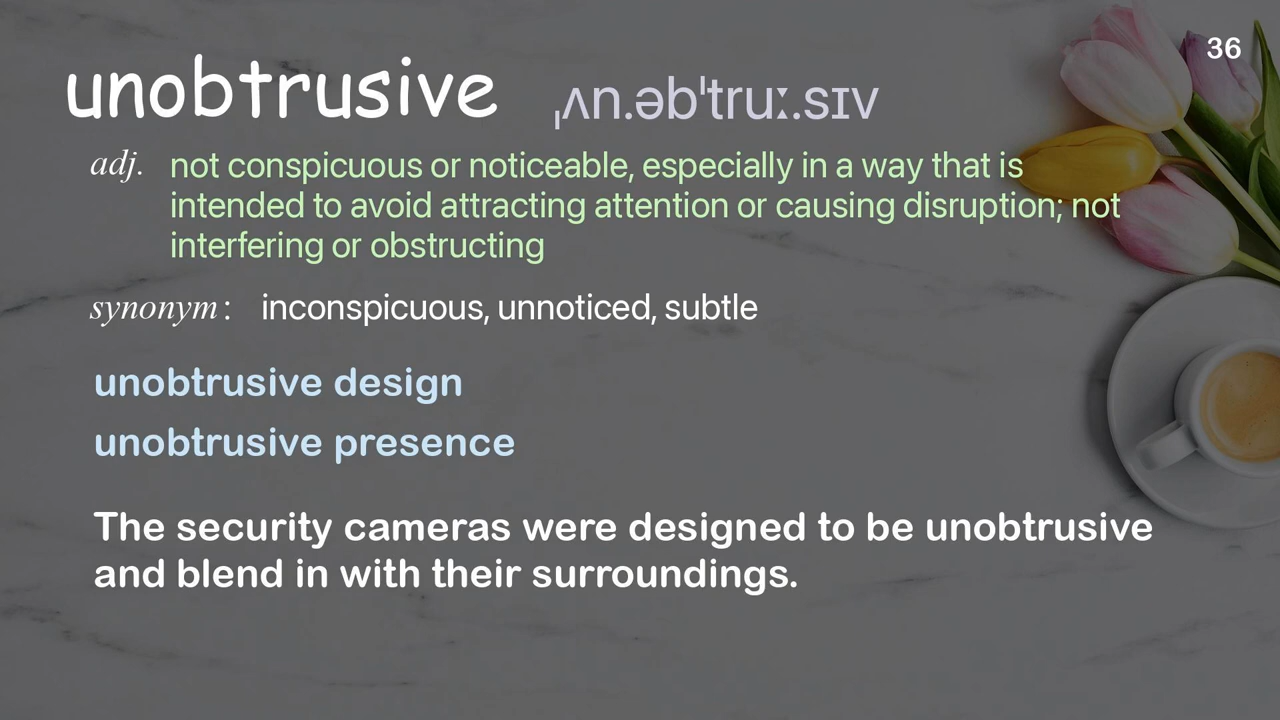 36
unobtrusive ˌʌn.əbˈtruː.sɪv
adj. not conspicuous or noticeable, especially in a way that is
intended to avoid attracting attention or causing disruption; not
interfering or obstructing
synonym: inconspicuous, unnoticed, subtle
unobtrusive design
unobtrusive presence
The security cameras were designed to be unobtrusive
and blend in with their surroundings.